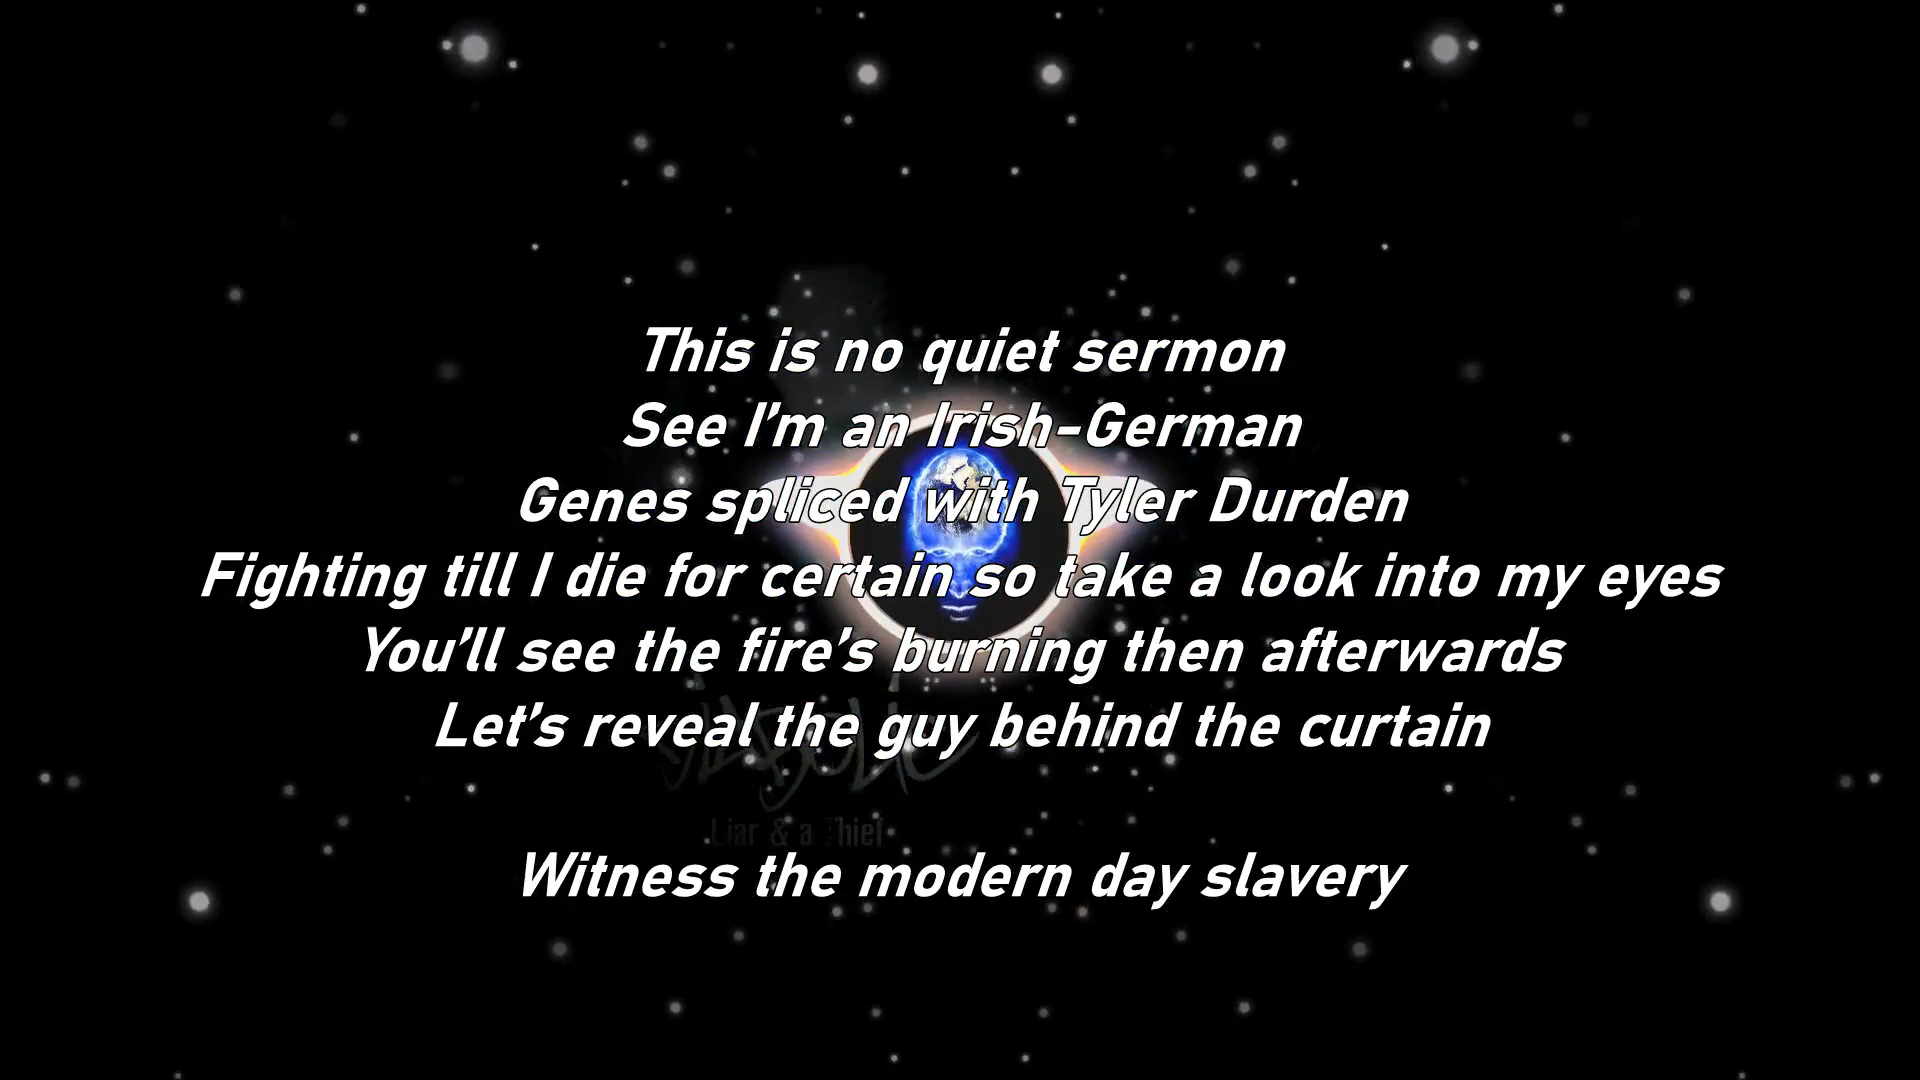 This is no quiet sermon
See I'm an Irish-German
Genes spliced with Tyler Durden
Fighting till I die for certain so take a look into my eyes
You'll see the fire's burning then afterwards
Let's reveal the guy behind the curtain
Diabolic
Liar & a Thief
Witness the modern day slavery